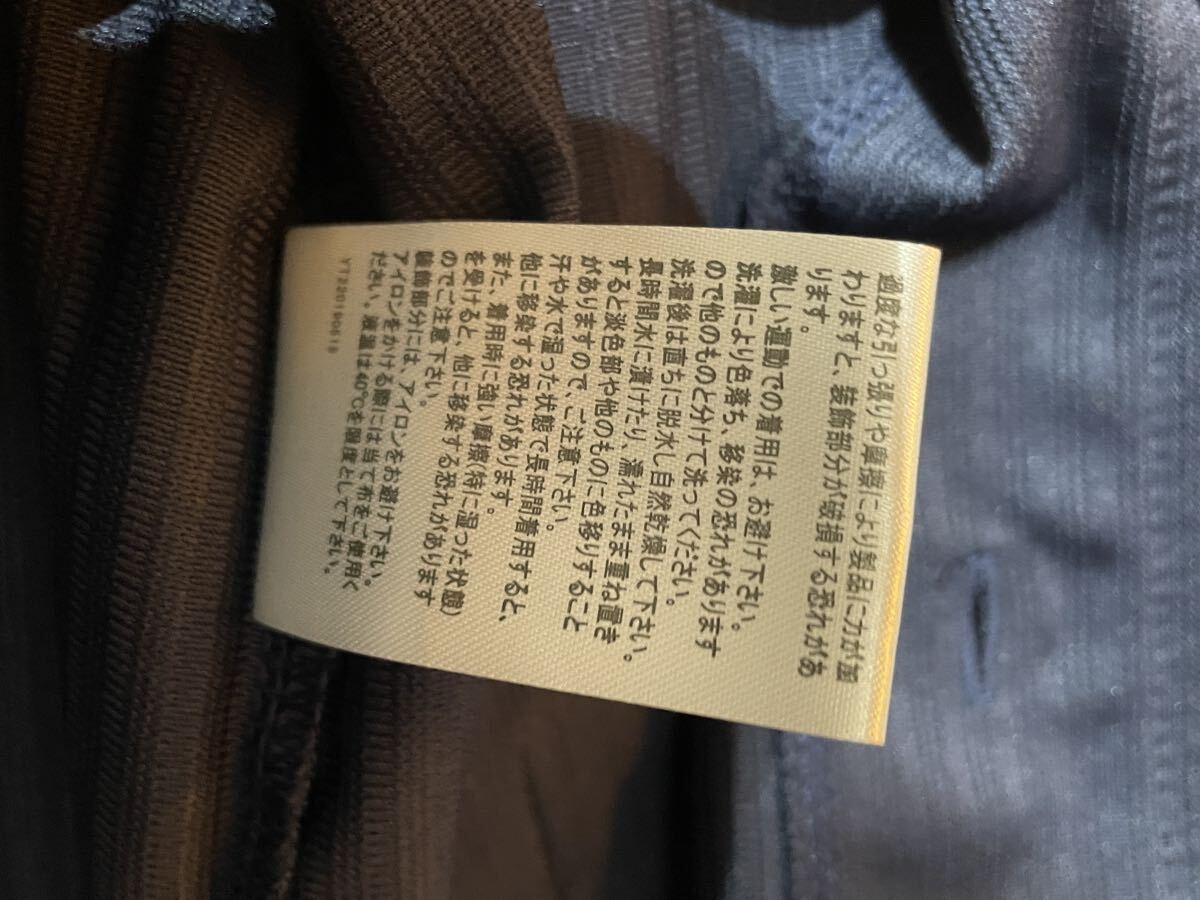 過度な引っ張りや摩擦により製品に力が加
わりますと、装飾部分が破損する恐れがあ
ります。
激しい運動での着用は、お避け下さい。
洗濯により色落ち、移染の恐れがあります
ので他のものと分けて洗ってください。
洗濯後は直ちに脱水し自然乾燥して下さい。
長時間水に漬けたり、濡れたまま重ね置き
すると淡色部や他のものに色移りすること
がありますので、ご注意下さい。
汗や水で湿った状態で長時間着用すると、
他に移染する恐れがあります。
また、着用時に強い摩擦(特に湿った状態)
を受けると、他に移染する恐れがあります
のでご注意下さい。
装飾部分には、アイロンをお避け下さい。
アイロンをかける際には当て布をご使用く
ださい。液温は40℃を限度として下さい。
YT2301B0619